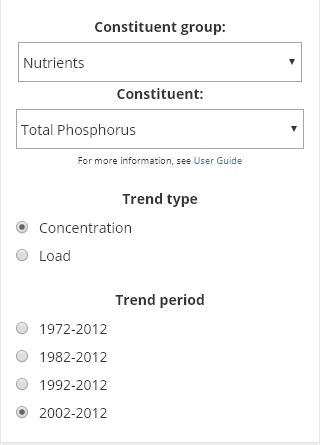 Constituent group:
Nutrients
Constituent:
Total Phosphorus
For more information, see User Guide
Trend type
Concentration
Load
Trend period
1972-2012
1982-2012
1992-2012
2002-2012